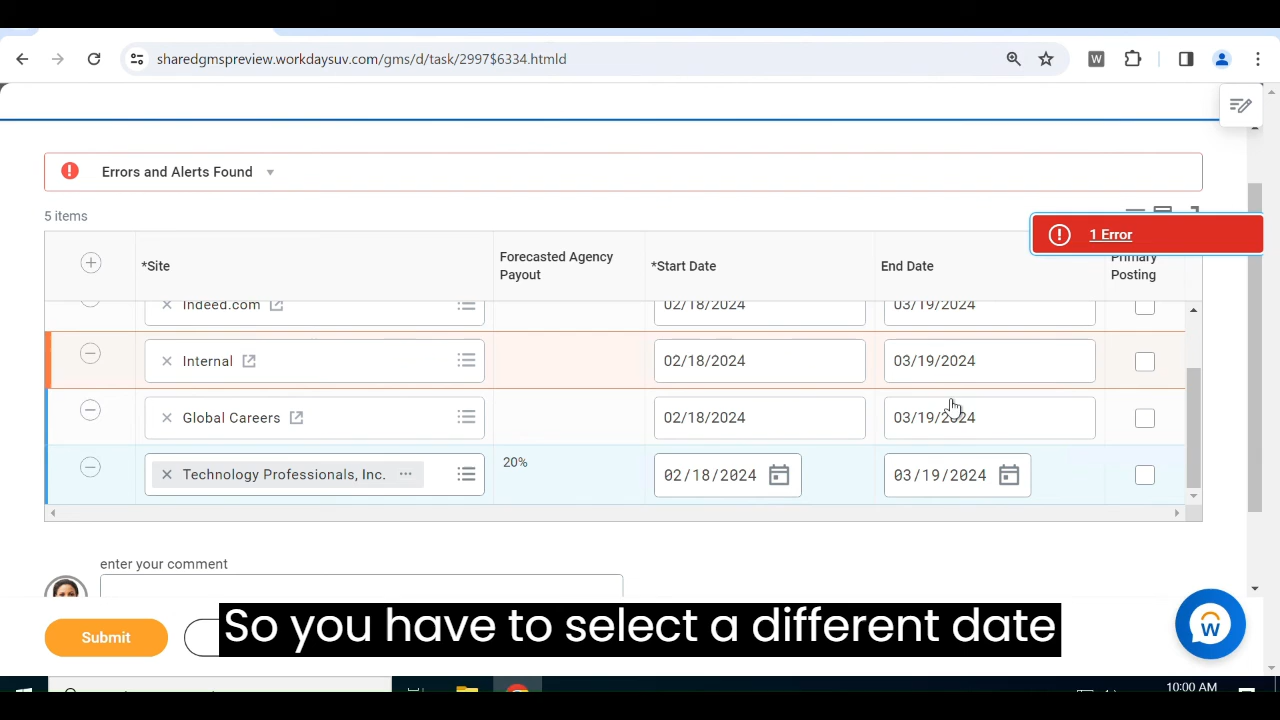 sharedgmspreview.workdaysuv.com/gms/d/task/2997$6334.htmld
W
Errors and Alerts Found
5 items
1 Error
*Site
Forecasted Agency
Payout
*Start Date
End Date
Primary
Posting
Indeed.com
02/18/2024
03/19/2024
Internal
02/18/2024
03/19/2024
Global Careers
02/18/2024
03/19/2024
Technology Professionals, Inc.
20%
02/18/2024
03/19/2024
enter your comment
Submit
So you have to select a different date
W
10:00 AM